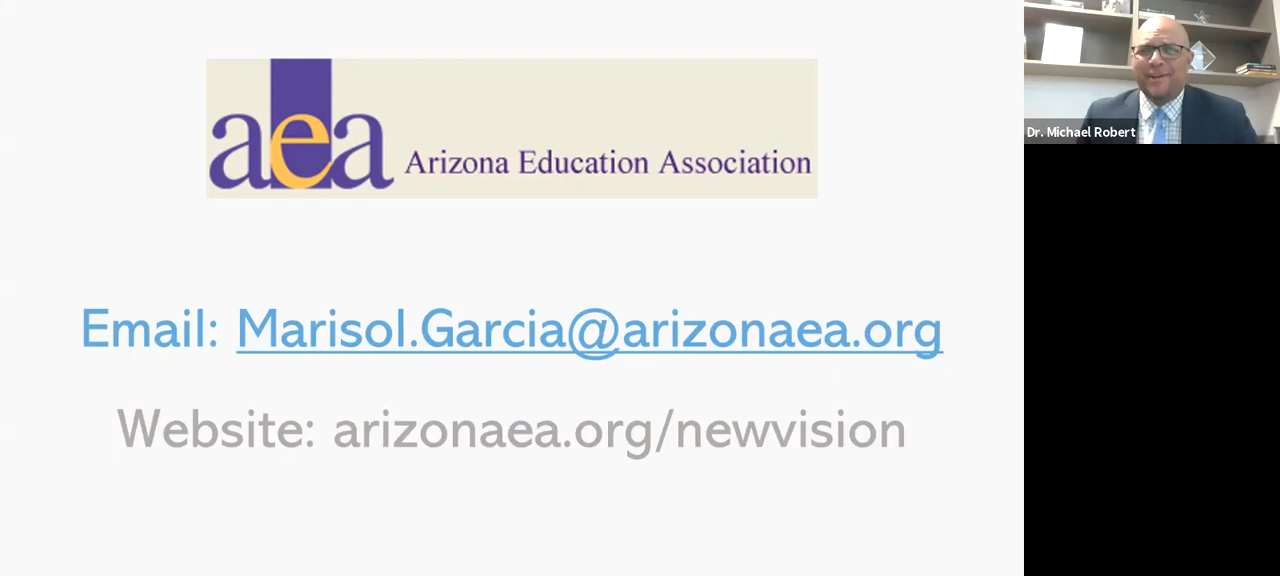 aea Arizona Education Association
Email: Marisol.Garcia@arizonaea.org
Website: arizonaea.org/newvision
Dr. Michael Robert